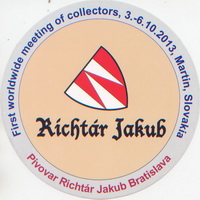 First worldwide meeting of collectors, 3.-6.10.2013, Martin, Slovakia
Richtár Jakub
Pivovar Richtár Jakub Bratislava